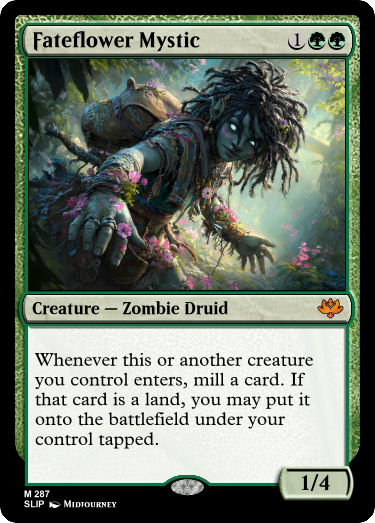 Fateflower Mystic 1
Creature — Zombie Druid
Whenever this or another creature
you control enters, mill a card. If
that card is a land, you may put it
onto the battlefield under your
control tapped.
1/4
M 287
SLIP Midjourney